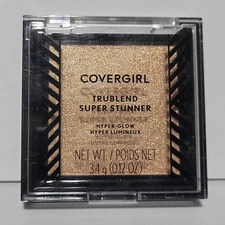 COVERGIRL
TRUBLEND
SUPER STUNNER
HYPER-GLOW
HYPER LUMINEUX
NET WT. / POIDS NET
3.4 g (0.12 OZ)